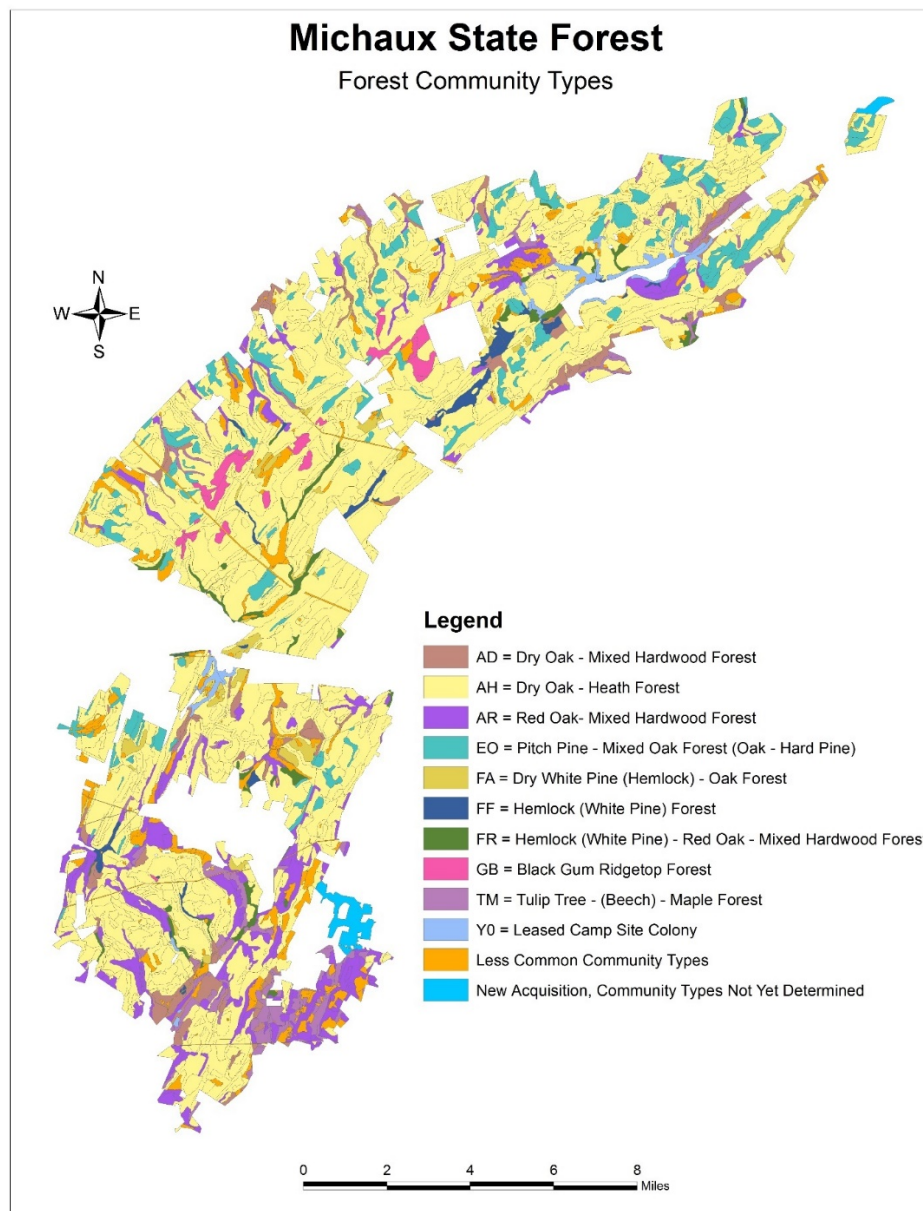 Michaux State Forest
Forest Community Types
N
W E
S
Legend
AD = Dry Oak - Mixed Hardwood Forest
AH = Dry Oak - Heath Forest
AR = Red Oak- Mixed Hardwood Forest
EO = Pitch Pine - Mixed Oak Forest (Oak - Hard Pine)
FA = Dry White Pine (Hemlock) - Oak Forest
FF = Hemlock (White Pine) Forest
FR = Hemlock (White Pine) - Red Oak - Mixed Hardwood Fores
GB = Black Gum Ridgetop Forest
TM = Tulip Tree - (Beech) - Maple Forest
Y0 = Leased Camp Site Colony
Less Common Community Types
New Acquisition, Community Types Not Yet Determined
0 2 4 6 8
Miles